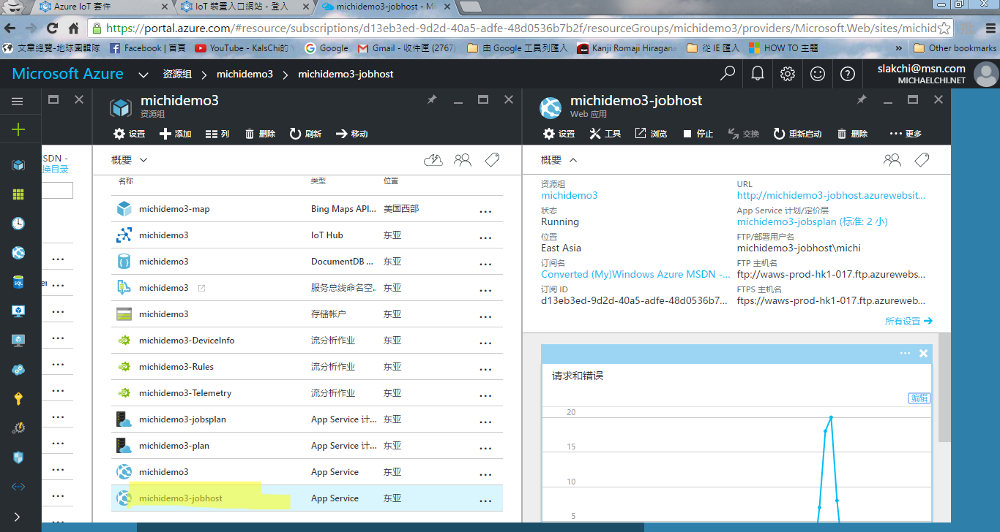 Azure IoT 套件
IoT 裝置入口網站 - 登入
michidemo3-jobhost - Mi
https://portal.azure.com/#resource/subscriptions/d13eb3ed-9d2d-40a5-adfe-48d0536b7b2f/resourceGroups/michidemo3/providers/Microsoft.Web/sites/michid
文章總覽-地球圖輯隊
Facebook | 首頁
YouTube - KalsChi的
Google
Gmail - 收件匣 (2767)
由 Google 工具列匯入
Kanji Romaji Hiragana
從 IE 匯入
HOW TO 主題
»
Other bookmarks
Microsoft Azure
资源组
michidemo3
michidemo3-jobhost
slakchi@msn.com
MICHAELCHI.NET
ISDN -
换目录
er
michidemo3
资源组
设置
添加
列
删除
刷新
移动
概要
名称 类型 位置
michidemo3-map Bing Maps API... 美国西部 ...
michidemo3 IoT Hub 东亚 ...
michidemo3 DocumentDB ... 东亚 ...
michidemo3 服务总线命名空.. 东亚 ...
michidemo3 存储帐户 东亚 ...
michidemo3-DeviceInfo 流分析作业 东亚 ...
michidemo3-Rules 流分析作业 东亚 ...
michidemo3-Telemetry 流分析作业 东亚 ...
michidemo3-jobsplan App Service 计... 东亚 ...
michidemo3-plan App Service 计... 东亚 ...
michidemo3 App Service 东亚 ...
michidemo3-jobhost App Service 东亚 ...
michidemo3-jobhost
Web 应用
设置
工具
浏览
停止
交换
重新启动
删除
更多
概要
资源组
michidemo3
状态
Running
位置
East Asia
订阅名
Converted (My)Windows Azure MSDN -...
订阅 ID
d13eb3ed-9d2d-40a5-adfe-48d0536b7...
URL
http://michidemo3-jobhost.azurewebsit...
App Service 计划/定价层
michidemo3-jobsplan (标准: 2 小)
FTP/部署用户名
michidemo3-jobhost\michi
FTP 主机名
ftp://waws-prod-hk1-017.ftp.azurewebs...
FTPS 主机名
ftps://waws-prod-hk1-017.ftp.azureweb...
所有设置
请求和错误
编辑
20
15
10
5